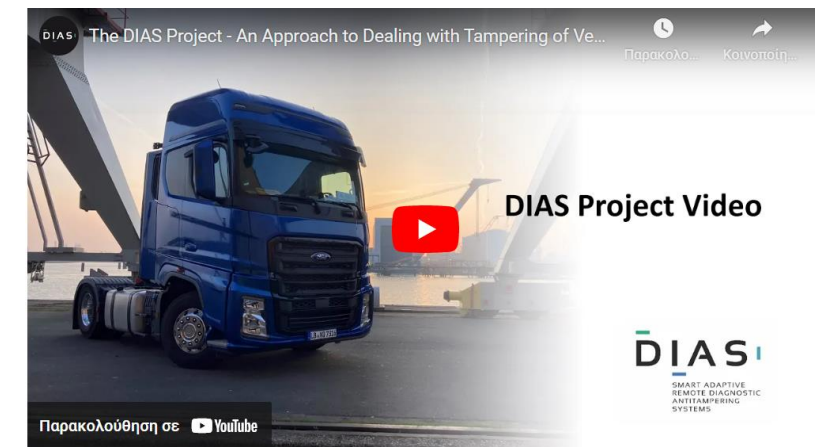 DIAS
The DIAS Project - An Approach to Dealing with Tampering of Ve...
Παρακολο...
Κοινοποίη...
DIAS Project Video
DIAS
SMART ADAPTIVE
REMOTE DIAGNOSTIC
ANTITAMPERING
SYSTEMS
Παρακολούθηση σε YouTube